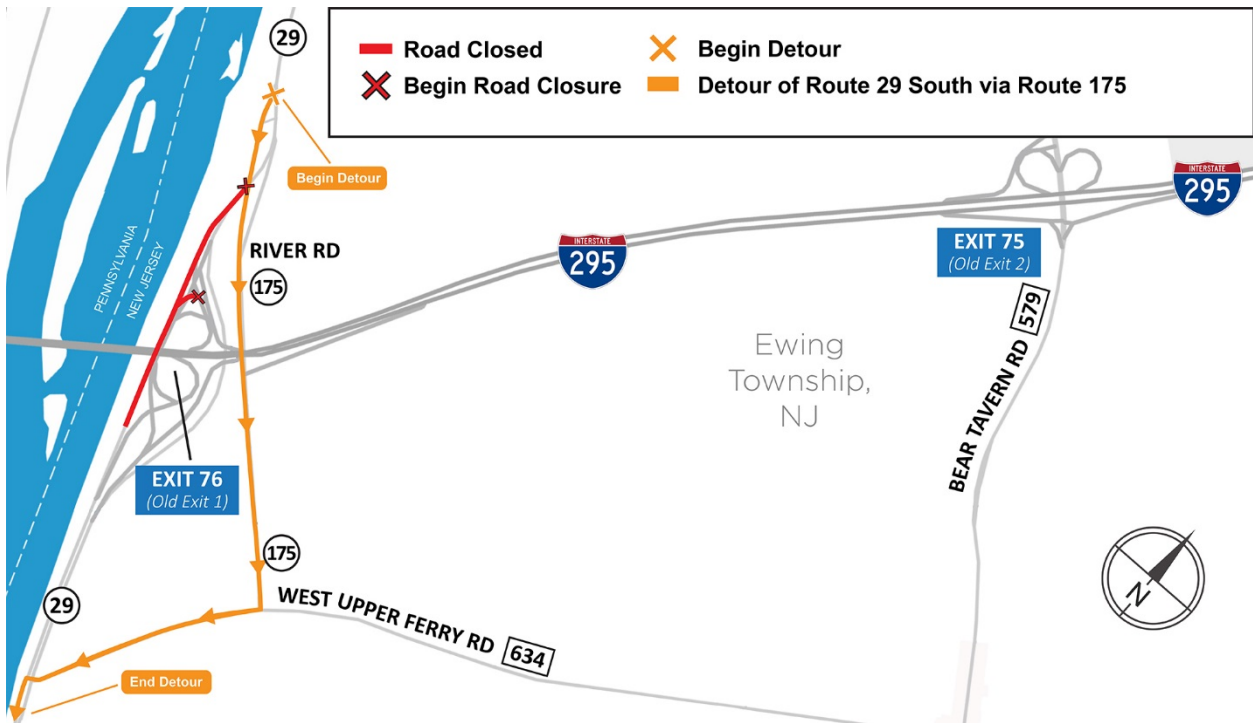 29
Road Closed
Begin Detour
Begin Road Closure
Detour of Route 29 South via Route 175
Begin Detour
INTERSTATE
295
PENNSYLVANIA
NEW JERSEY
RIVER RD
175
INTERSTATE
295
EXIT 75
(Old Exit 2)
579
BEAR TAVERN RD
Ewing
Township,
NJ
EXIT 76
(Old Exit 1)
175
29
WEST UPPER FERRY RD
634
N
End Detour